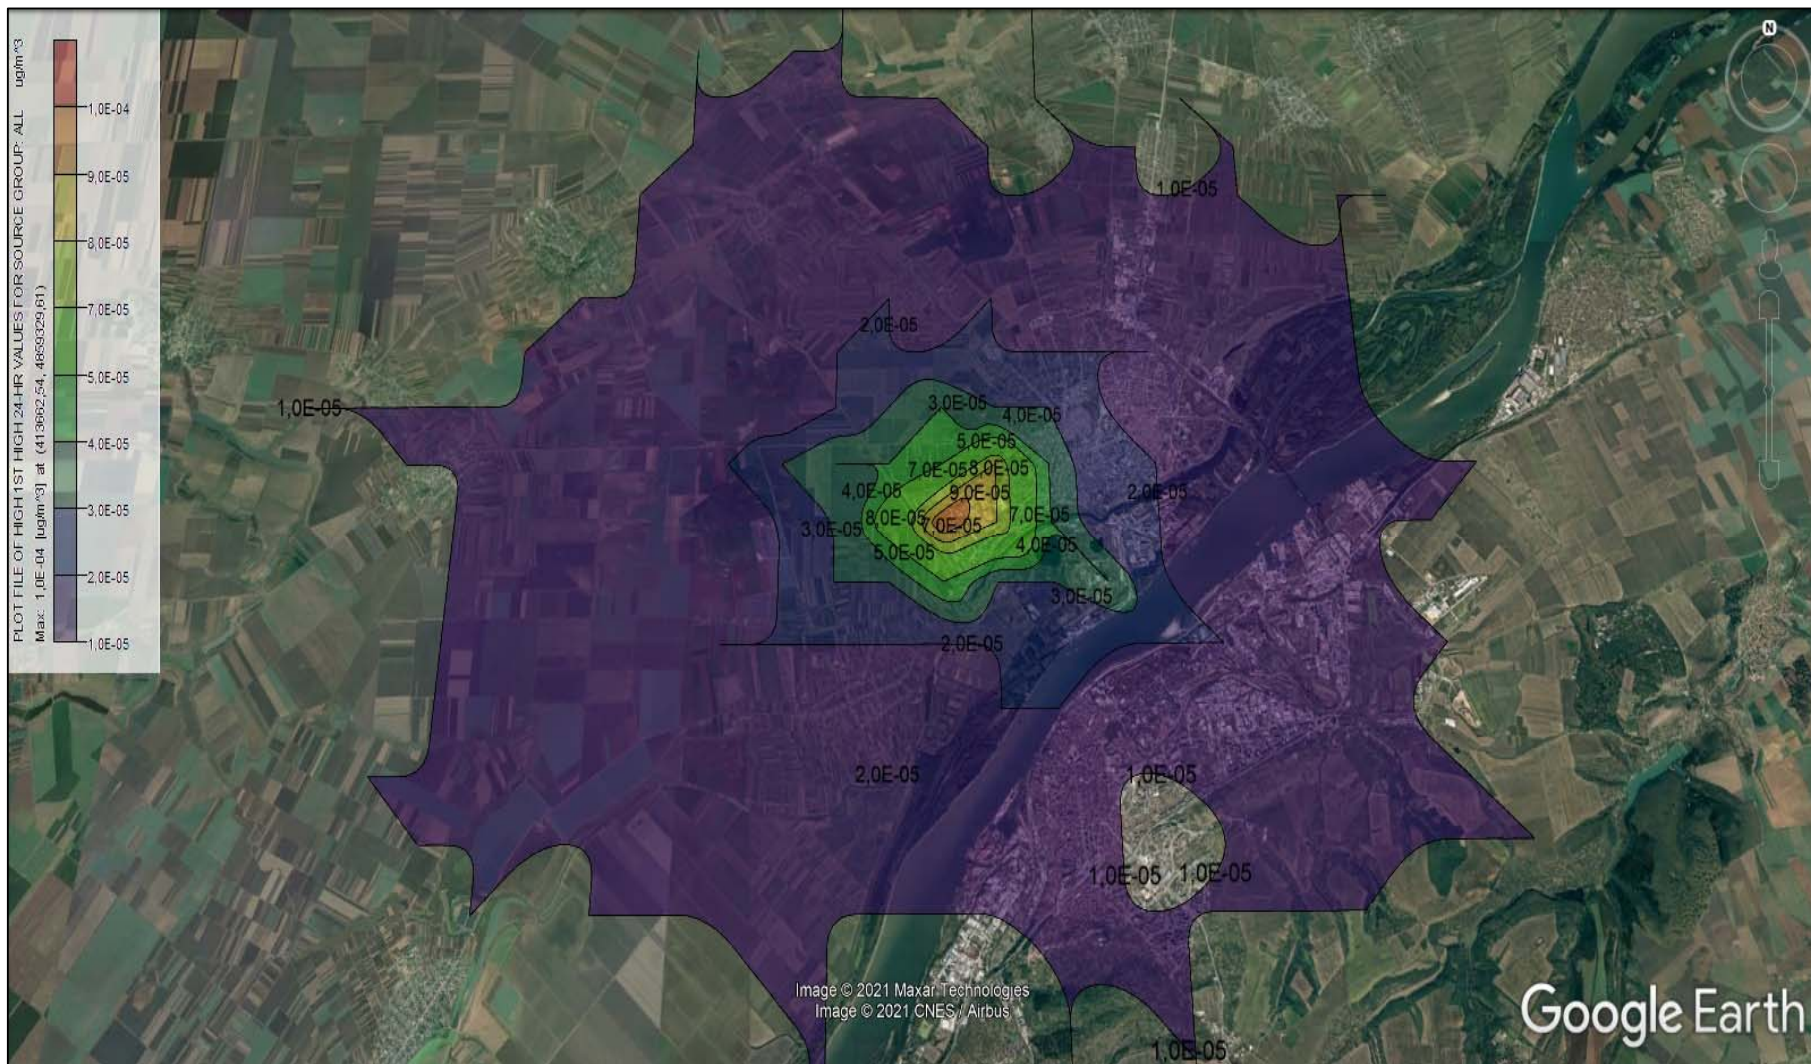 PLOT FILE OF HIGH 1ST HIGH 24-HR VALUES FOR SOURCE GROUP: ALL ug/m^3
Max: 1,0E-04 [ug/m^3] at (413662,54, 4859329,61)
1,0E-04
9,0E-05
8,0E-05
7,0E-05
5,0E-05
4,0E-05
3,0E-05
2,0E-05
1,0E-05
N
1,0E-05
2,0E-05
1,0E-05
3,0E-05
4,0E-05
5,0E-05
7,0E-05
8,0E-05
4,0E-05
9,0E-05
2,0E-05
3,0E-05
8,0E-05
7,0E-05
7,0E-05
5,0E-05
4,0E-05
3,0E-05
2,0E-05
2,0E-05
1,0E-05
1,0E-05
1,0E-05
Image © 2021 Maxar Technologies
Image © 2021 CNES / Airbus
Google Earth
1,0E-05